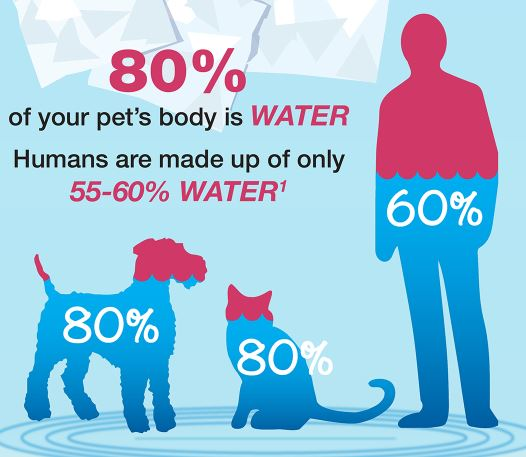 80%
of your pet's body is WATER
Humans are made up of only
55-60% WATER¹
60%
80%
80%